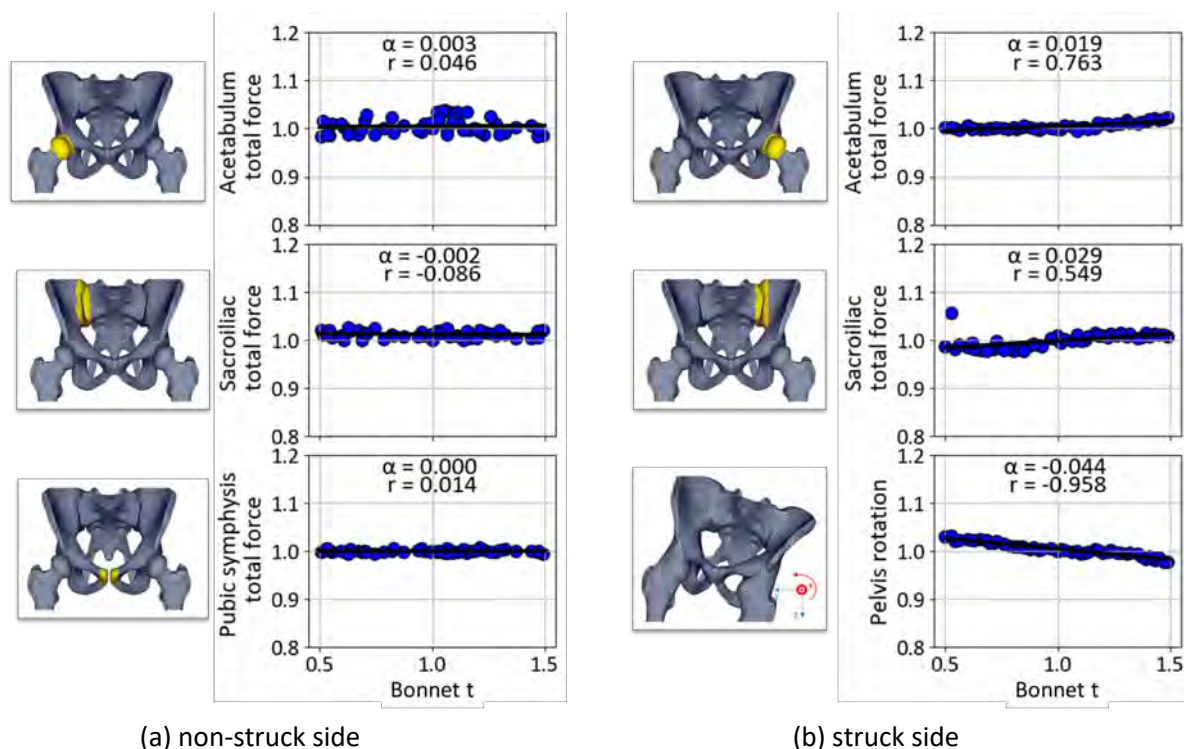 1.2
α = 0.003
r = 0.046
1.1
1.0
0.9
0.8
Acetabulum
total force
1.2
α = -0.002
r = -0.086
1.1
1.0
0.9
0.8
Sacroiliac
total force
1.2
α = 0.000
r = 0.014
1.1
1.0
0.9
0.8
Pubic symphysis
total force
0.5 1.0 1.5
Bonnet t
(a) non-struck side
1.2
α = 0.019
r = 0.763
1.1
1.0
0.9
0.8
Acetabulum
total force
1.2
α = 0.029
r = 0.549
1.1
1.0
0.9
0.8
Sacroiliac
total force
1.2
α = -0.044
r = -0.958
1.1
1.0
0.9
0.8
Pelvis rotation
0.5 1.0 1.5
Bonnet t
(b) struck side